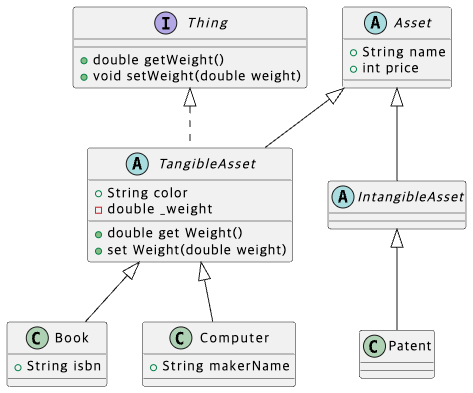 I Thing
double getWeight()
void setWeight(double weight)
A Asset
String name
int price
A TangibleAsset
String color
double _weight
double get Weight()
set Weight(double weight)
A IntangibleAsset
C Book
String isbn
C Computer
String makerName
C Patent